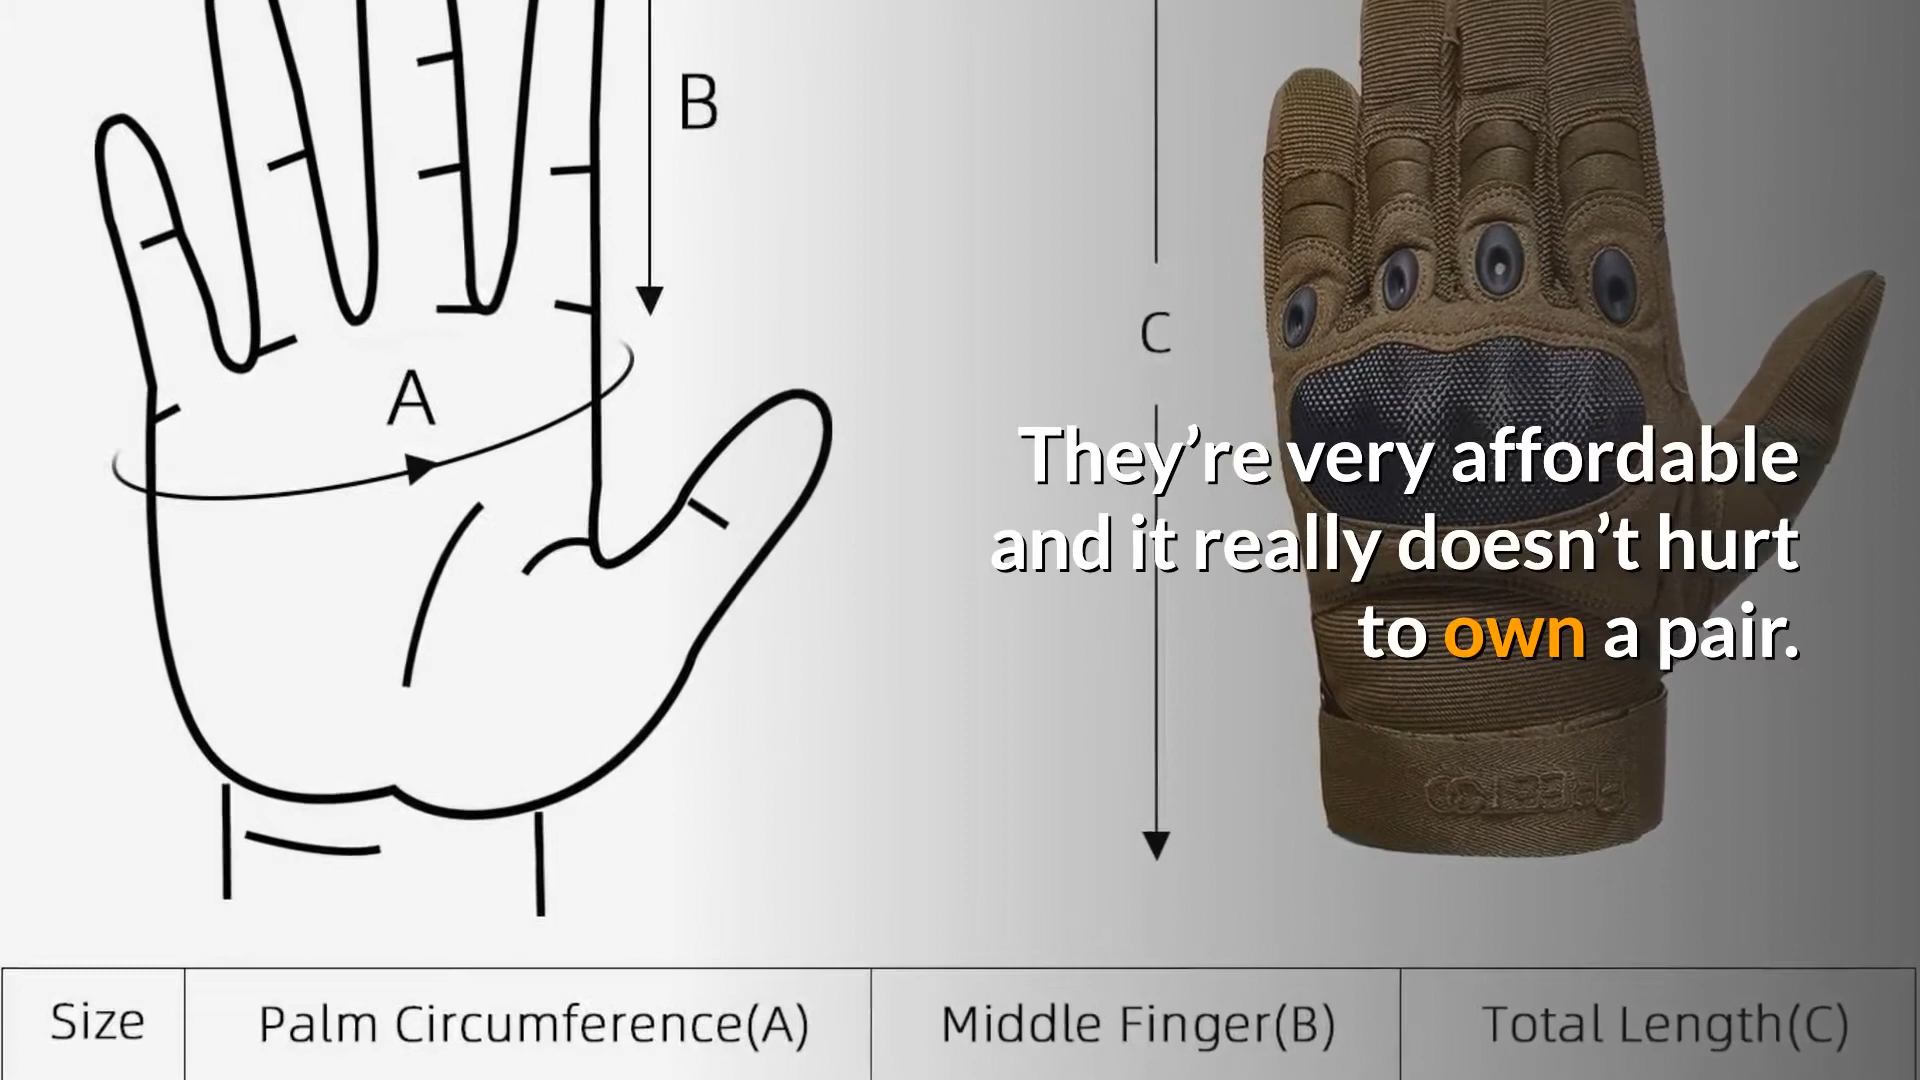 B
A
C
They’re very affordable
and it really doesn’t hurt
to own a pair.
Size
Palm Circumference(A)
Middle Finger(B)
Total Length(C)